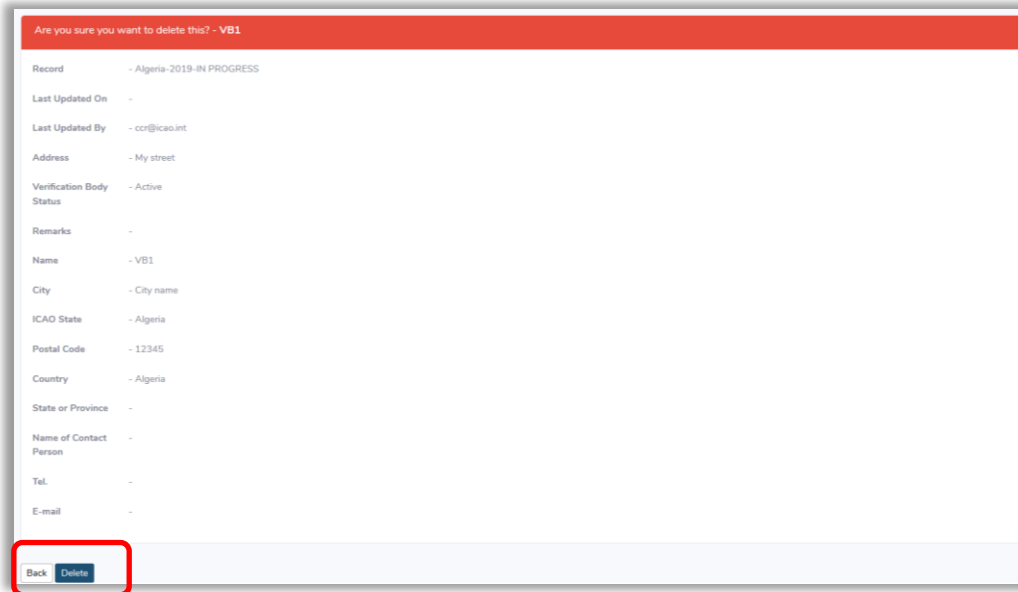 Are you sure you want to delete this? - VB1
Record - Algeria-2019-IN PROGRESS
Last Updated On -
Last Updated By - ccr@icao.int
Address - My street
Verification Body Status - Active
Remarks -
Name - VB1
City - City name
ICAO State - Algeria
Postal Code - 12345
Country - Algeria
State or Province -
Name of Contact Person -
Tel. -
E-mail -
Back Delete